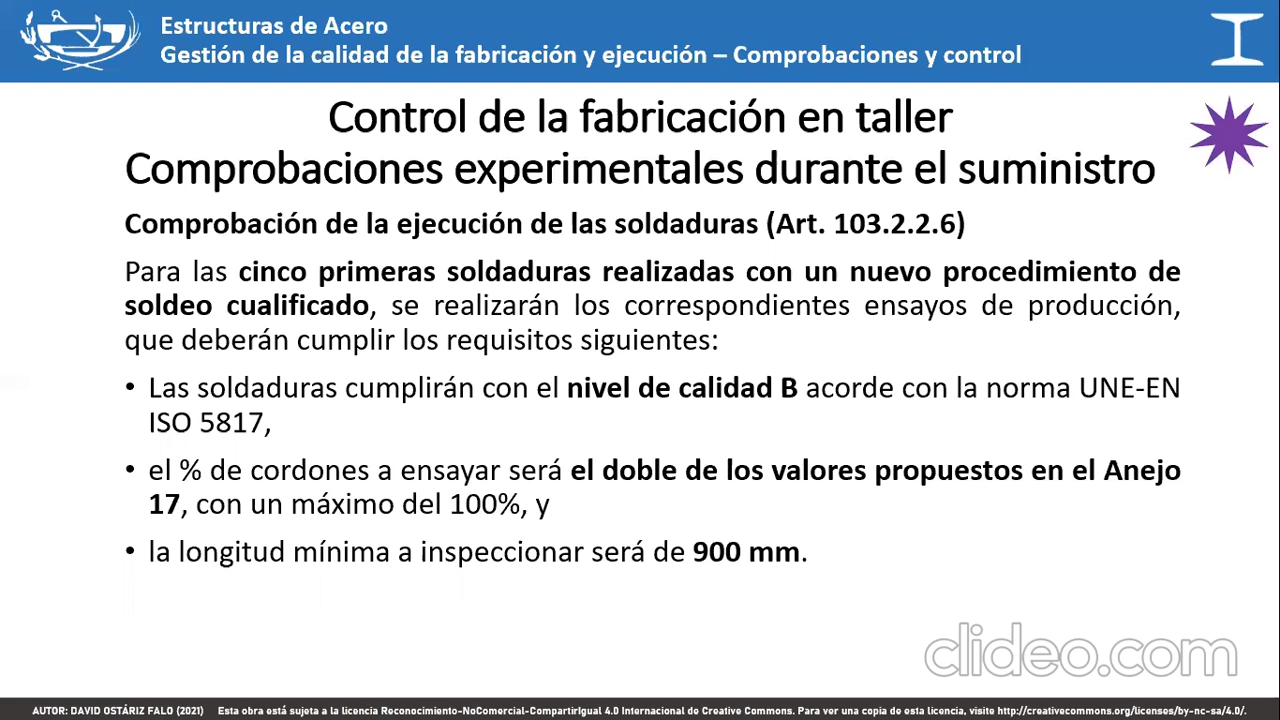 Estructuras de Acero
Gestión de la calidad de la fabricación y ejecución – Comprobaciones y control
Control de la fabricación en taller
Comprobaciones experimentales durante el suministro
Comprobación de la ejecución de las soldaduras (Art. 103.2.2.6)
Para las cinco primeras soldaduras realizadas con un nuevo procedimiento de
soldeo cualificado, se realizarán los correspondientes ensayos de producción,
que deberán cumplir los requisitos siguientes:
• Las soldaduras cumplirán con el nivel de calidad B acorde con la norma UNE-EN
ISO 5817,
• el % de cordones a ensayar será el doble de los valores propuestos en el Anejo
17, con un máximo del 100%, y
• la longitud mínima a inspeccionar será de 900 mm.
clideo.com
AUTOR: DAVID OSTÁRIZ FALO (2021) Esta obra está sujeta a la licencia Reconocimiento-NoComercial-CompartirIgual 4.0 Internacional de Creative Commons. Para ver una copia de esta licencia, visite http://creativecommons.org/licenses/by-nc-sa/4.0/.